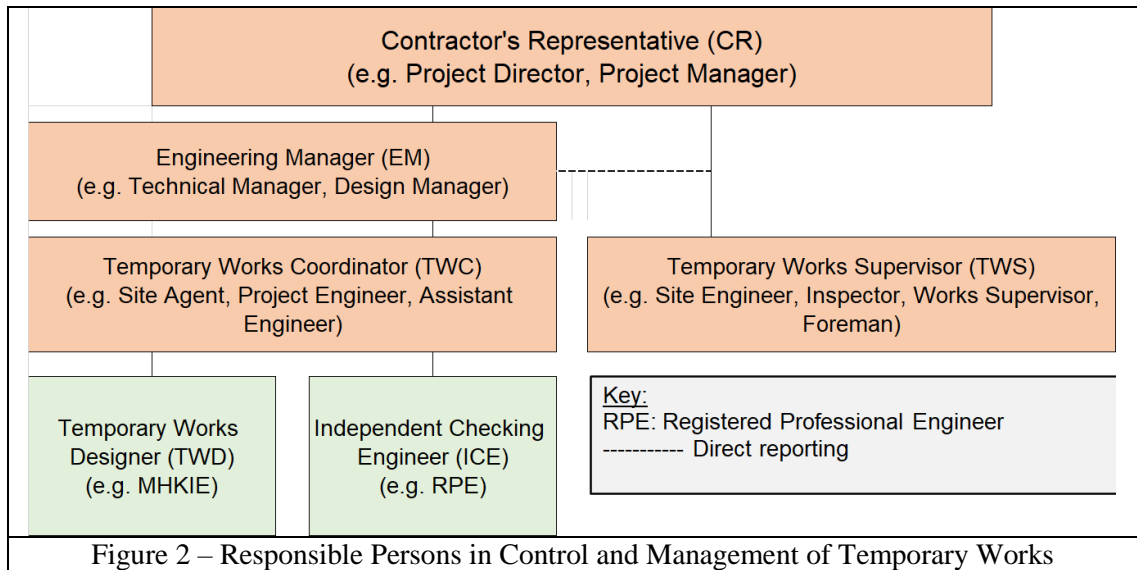 Contractor's Representative (CR)
(e.g. Project Director, Project Manager)
Engineering Manager (EM)
(e.g. Technical Manager, Design Manager)
Temporary Works Coordinator (TWC)
(e.g. Site Agent, Project Engineer, Assistant
Engineer)
Temporary Works Supervisor (TWS)
(e.g. Site Engineer, Inspector, Works Supervisor,
Foreman)
Temporary Works
Designer (TWD)
(e.g. MHKIE)
Independent Checking
Engineer (ICE)
(e.g. RPE)
Key:
RPE: Registered Professional Engineer
----------- Direct reporting
Figure 2 – Responsible Persons in Control and Management of Temporary Works